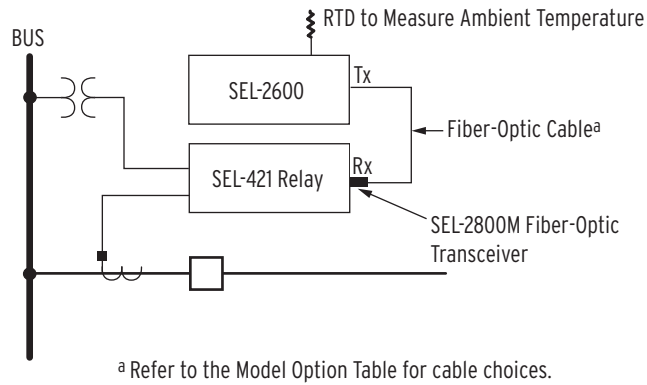 RTD to Measure Ambient Temperature
BUS
Tx
SEL-2600
Fiber-Optic Cableᵃ
SEL-421 Relay
Rx
SEL-2800M Fiber-Optic
Transceiver
ᵃ Refer to the Model Option Table for cable choices.